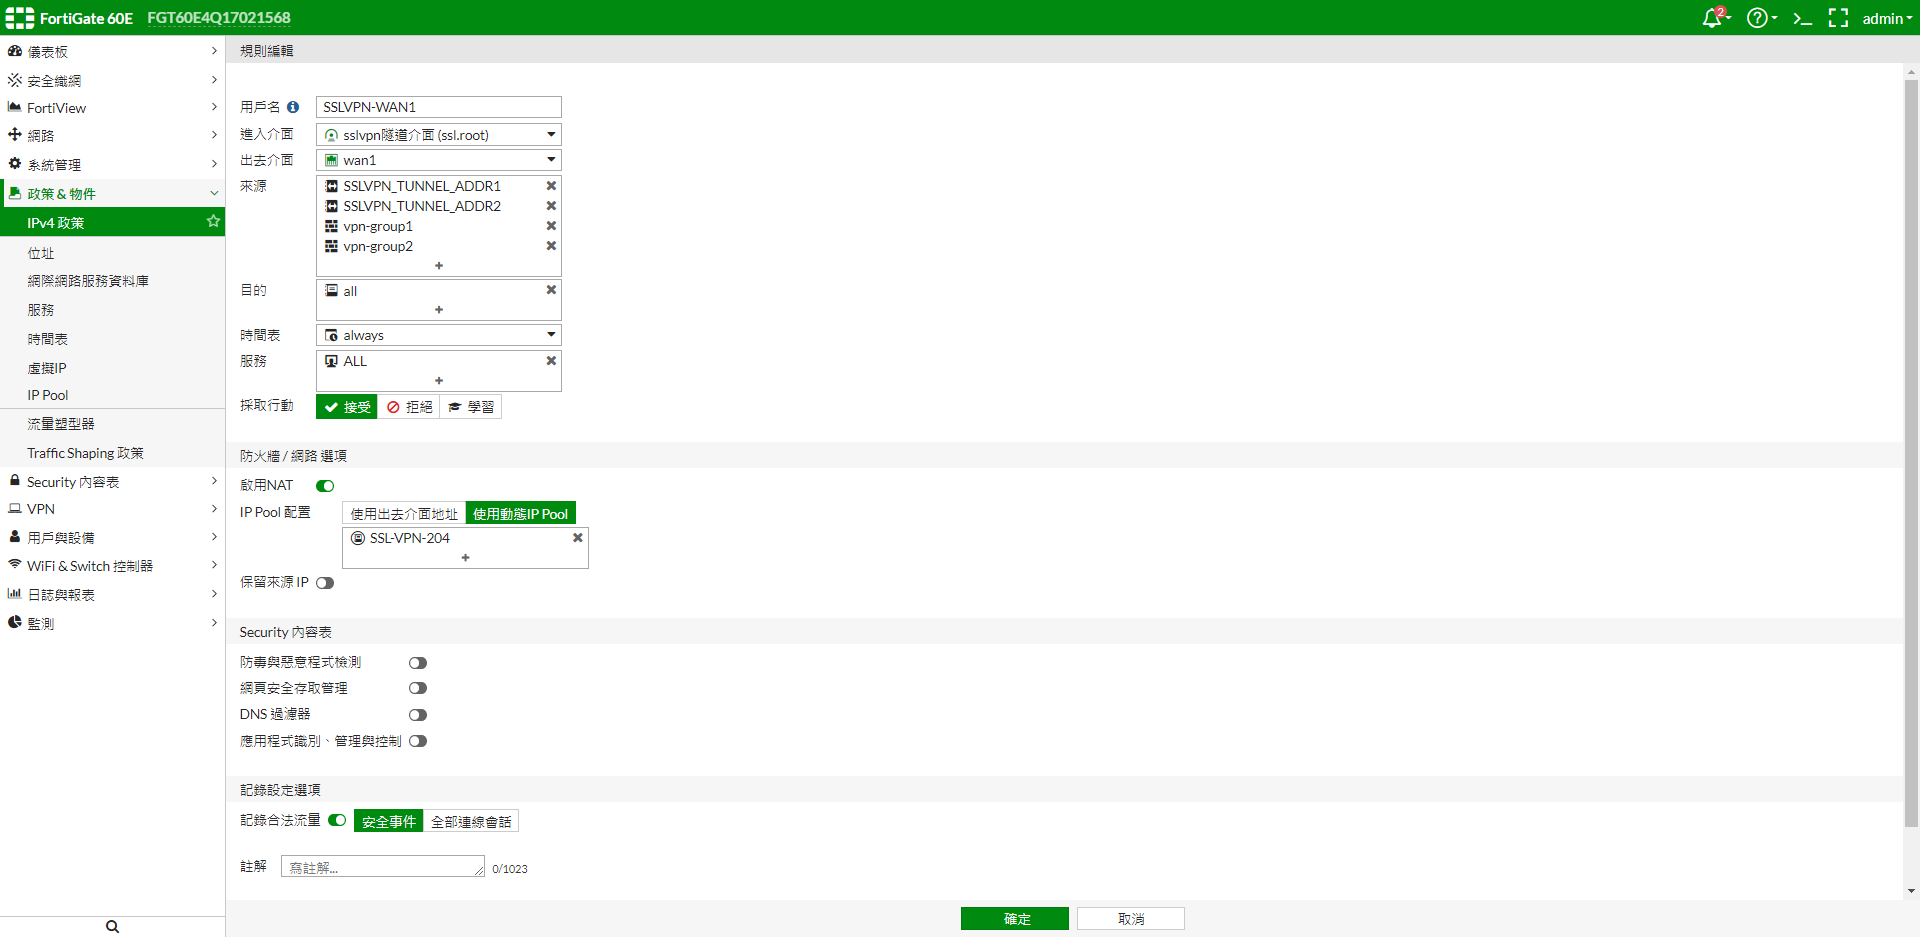 FortiGate 60E FGT60E4Q17021568 2 admin
儀表板
安全織網
FortiView
網路
系統管理
政策 & 物件
IPv4 政策
位址
網際網路服務資料庫
服務
時間表
虛擬IP
IP Pool
流量塑型器
Traffic Shaping 政策
Security 內容表
VPN
用戶與設備
WiFi & Switch 控制器
日誌與報表
監測
規則編輯
用戶名 SSLVPN-WAN1
進入介面 sslvpn隧道介面 (ssl.root)
出去介面 wan1
來源 SSLVPN_TUNNEL_ADDR1
SSLVPN_TUNNEL_ADDR2
vpn-group1
vpn-group2
+
目的 all
+
時間表 always
服務 ALL
+
採取行動 接受 拒絕 學習
防火牆 / 網路 選項
啟用NAT
IP Pool 配置 使用出去介面地址 使用動態IP Pool
SSL-VPN-204
+
保留來源 IP
Security 內容表
防毒與惡意程式檢測
網頁安全存取管理
DNS 過濾器
應用程式識別、管理與控制
記錄設定選項
記錄合法流量 安全事件 全部連線會話
註解 寫註解... 0/1023
確定 取消